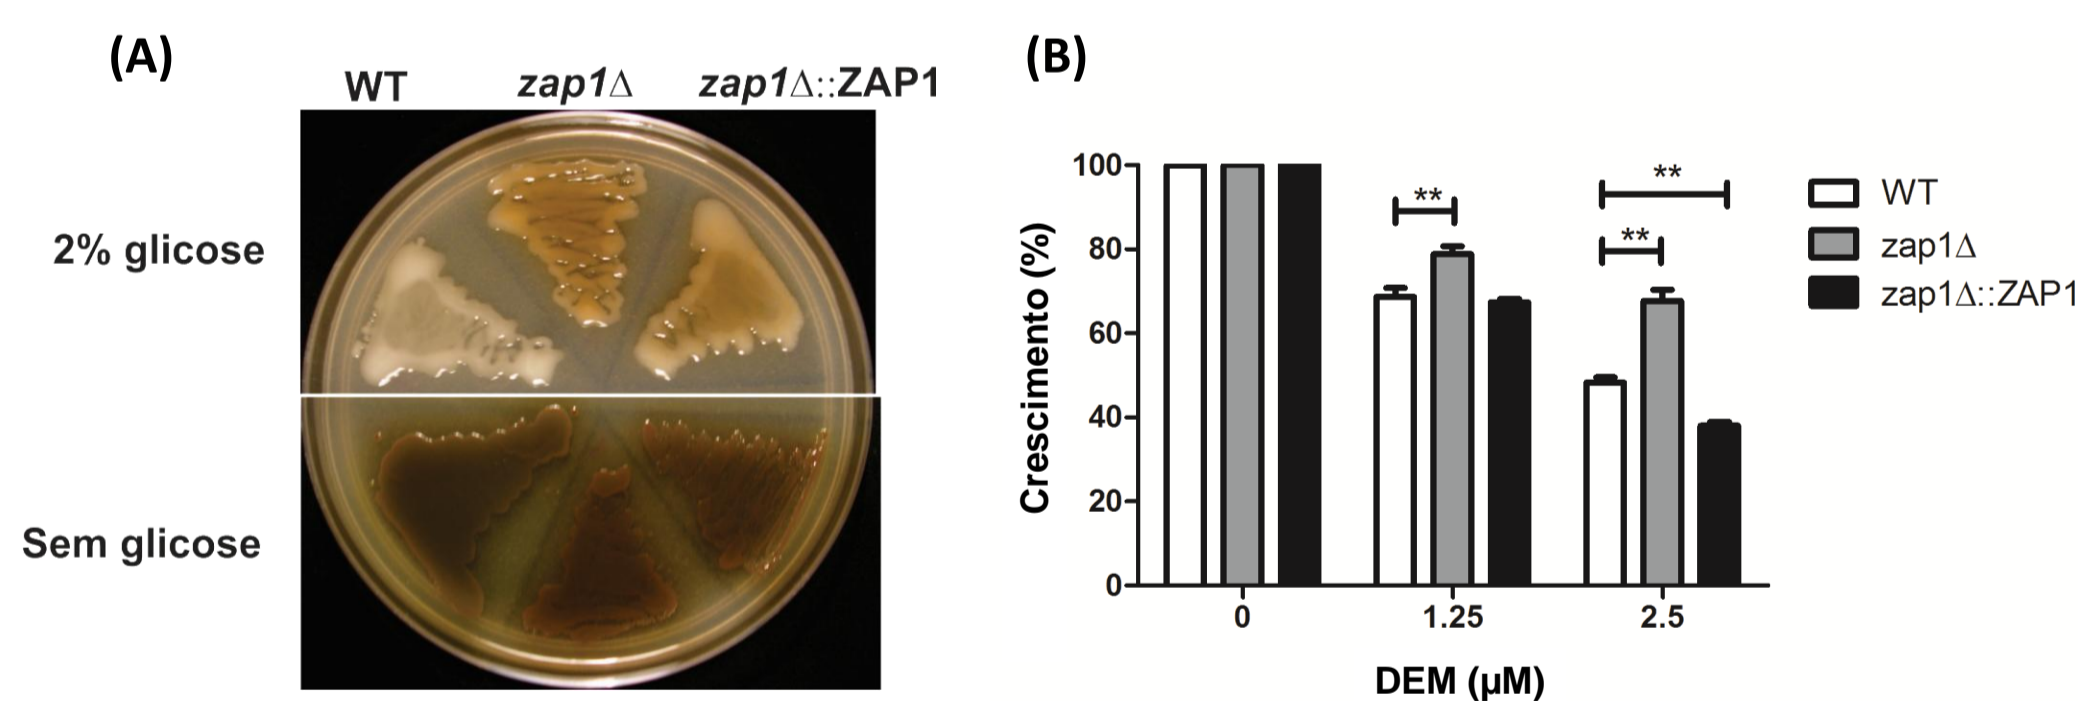 (A)
WT zap1Δ zap1Δ::ZAP1
2% glicose
Sem glicose
(B)
Crescimento (%)
100
80
60
40
20
0
** ** **
0 1.25 2.5
DEM (µM)
WT
zap1Δ
zap1Δ::ZAP1